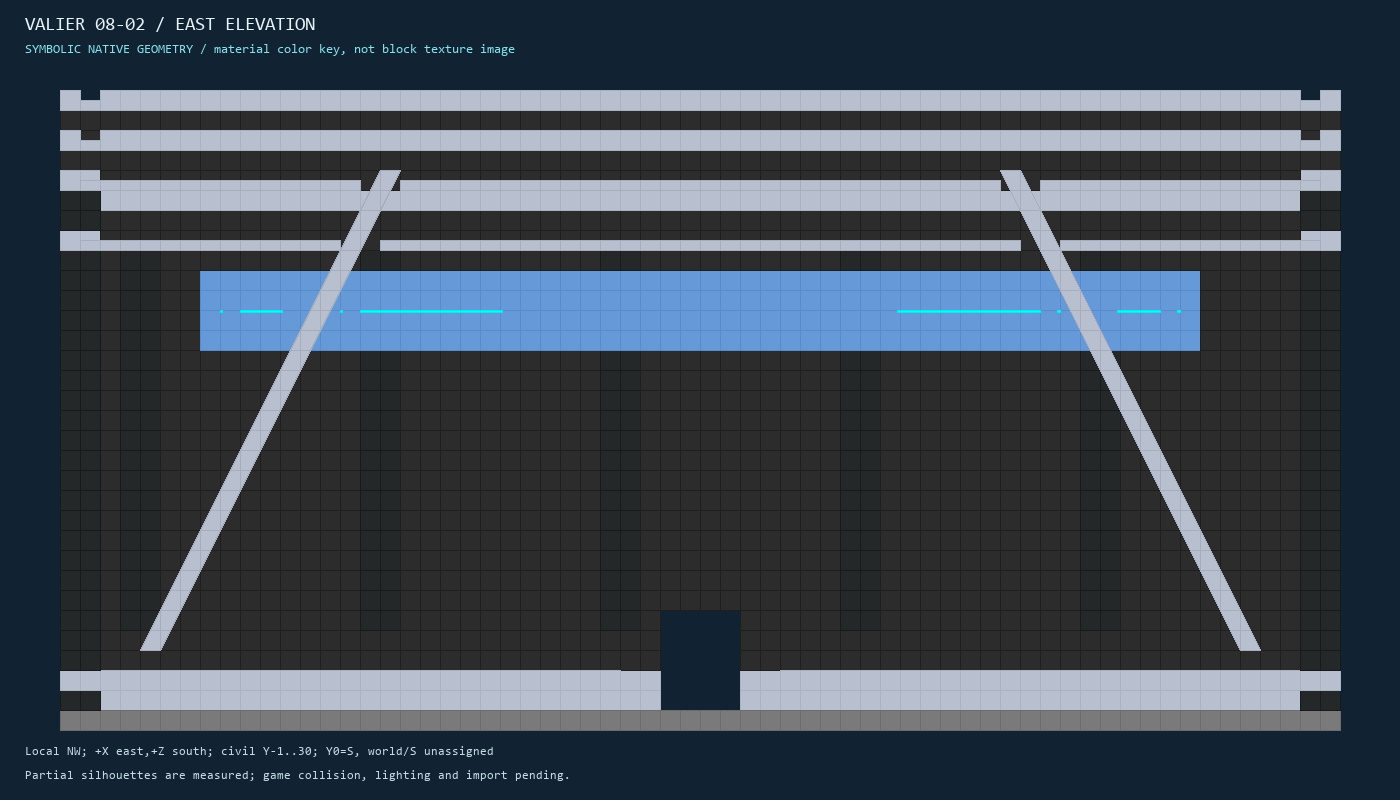 VALIER 08-02 / EAST ELEVATION
SYMBOLIC NATIVE GEOMETRY / material color key, not block texture image
Local NW; +X east,+Z south; civil Y-1..30; Y0=S, world/S unassigned
Partial silhouettes are measured; game collision, lighting and import pending.